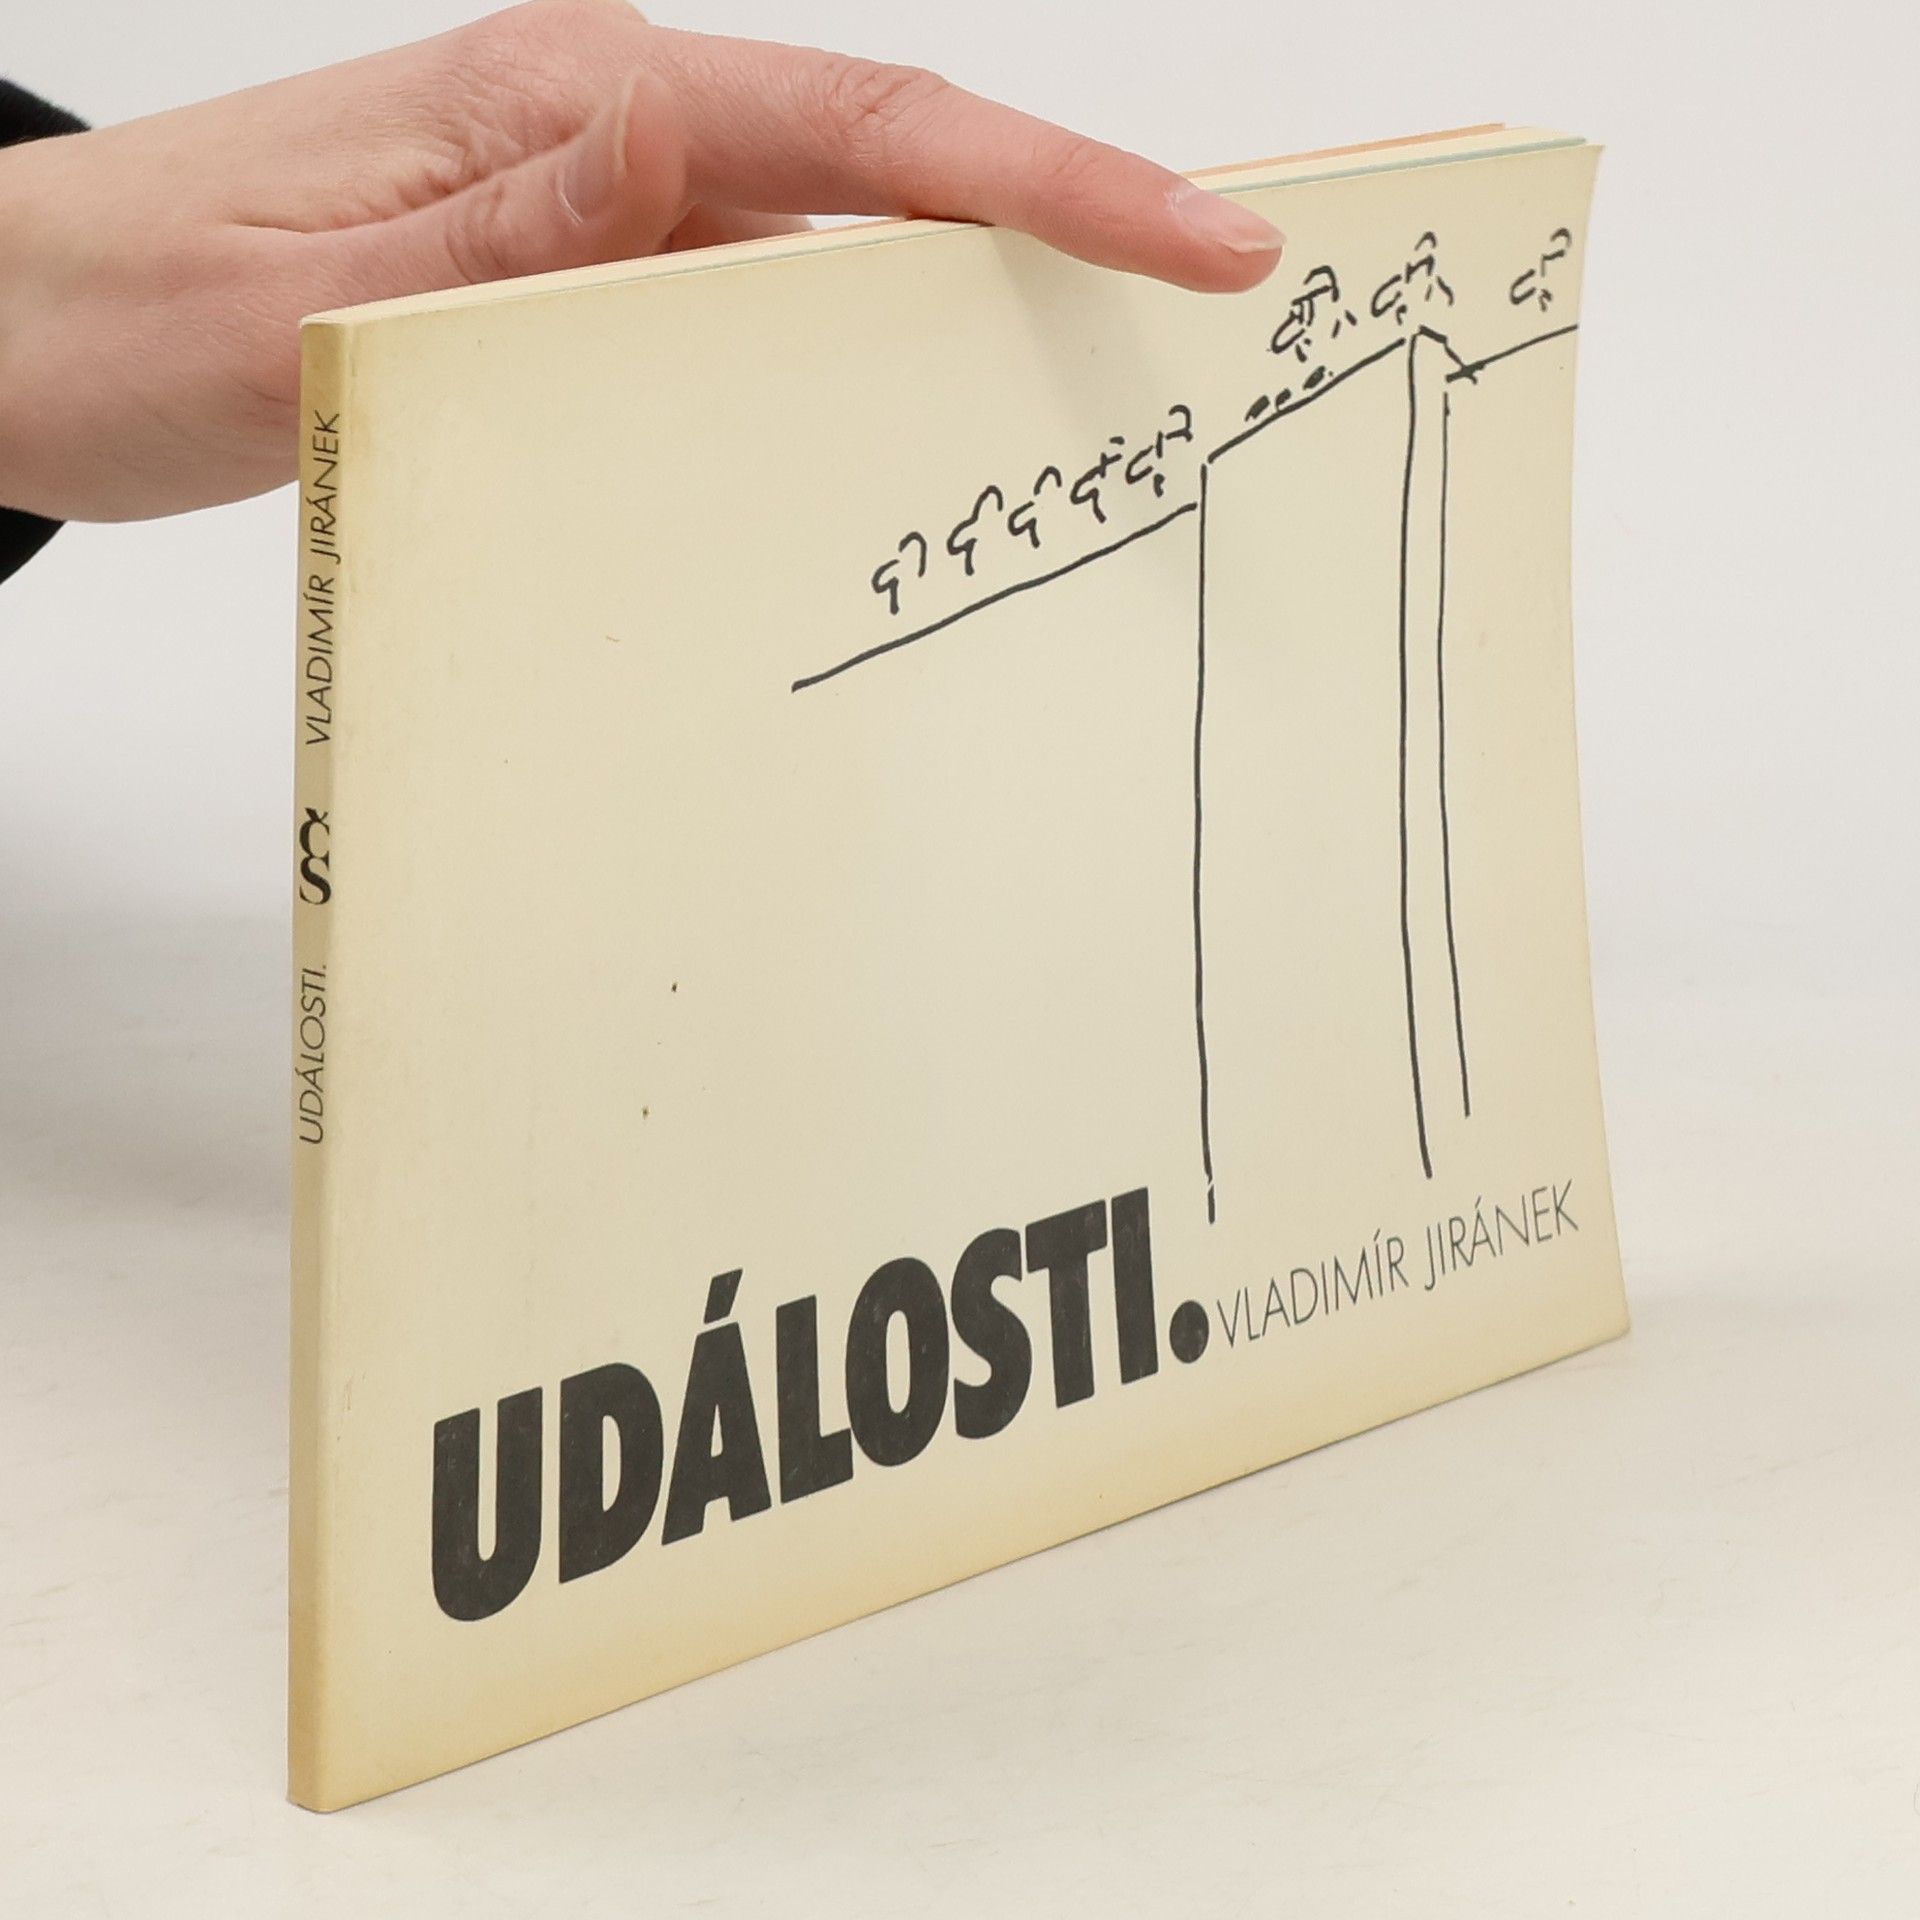 UDÁLOSTI. VLADIMÍR JIRÁNEK
VLADIMÍR JIRÁNEK
UDÁLOSTI.